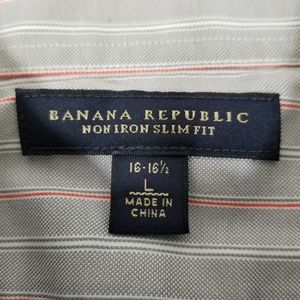 BANANA REPUBLIC
NON IRON SLIM FIT
16-16½
L
MADE IN
CHINA